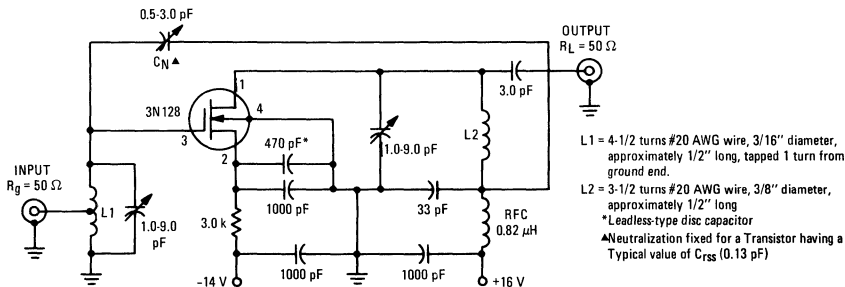 0.5-3.0 pF
C_N▲
OUTPUT
R_L = 50 Ω
1
3N128
4
3
2
3.0 pF
L2
1.0-9.0 pF
470 pF*
INPUT
R_g = 50 Ω
L1
1.0-9.0
pF
1000 pF
33 pF
3.0 k
RFC
0.82 μH
1000 pF
1000 pF
-14 V
+16 V
L1 = 4-1/2 turns #20 AWG wire, 3/16" diameter,
approximately 1/2" long, tapped 1 turn from
ground end.
L2 = 3-1/2 turns #20 AWG wire, 3/8" diameter,
approximately 1/2" long
*Leadless-type disc capacitor
▲Neutralization fixed for a Transistor having a
Typical value of C_rss (0.13 pF)